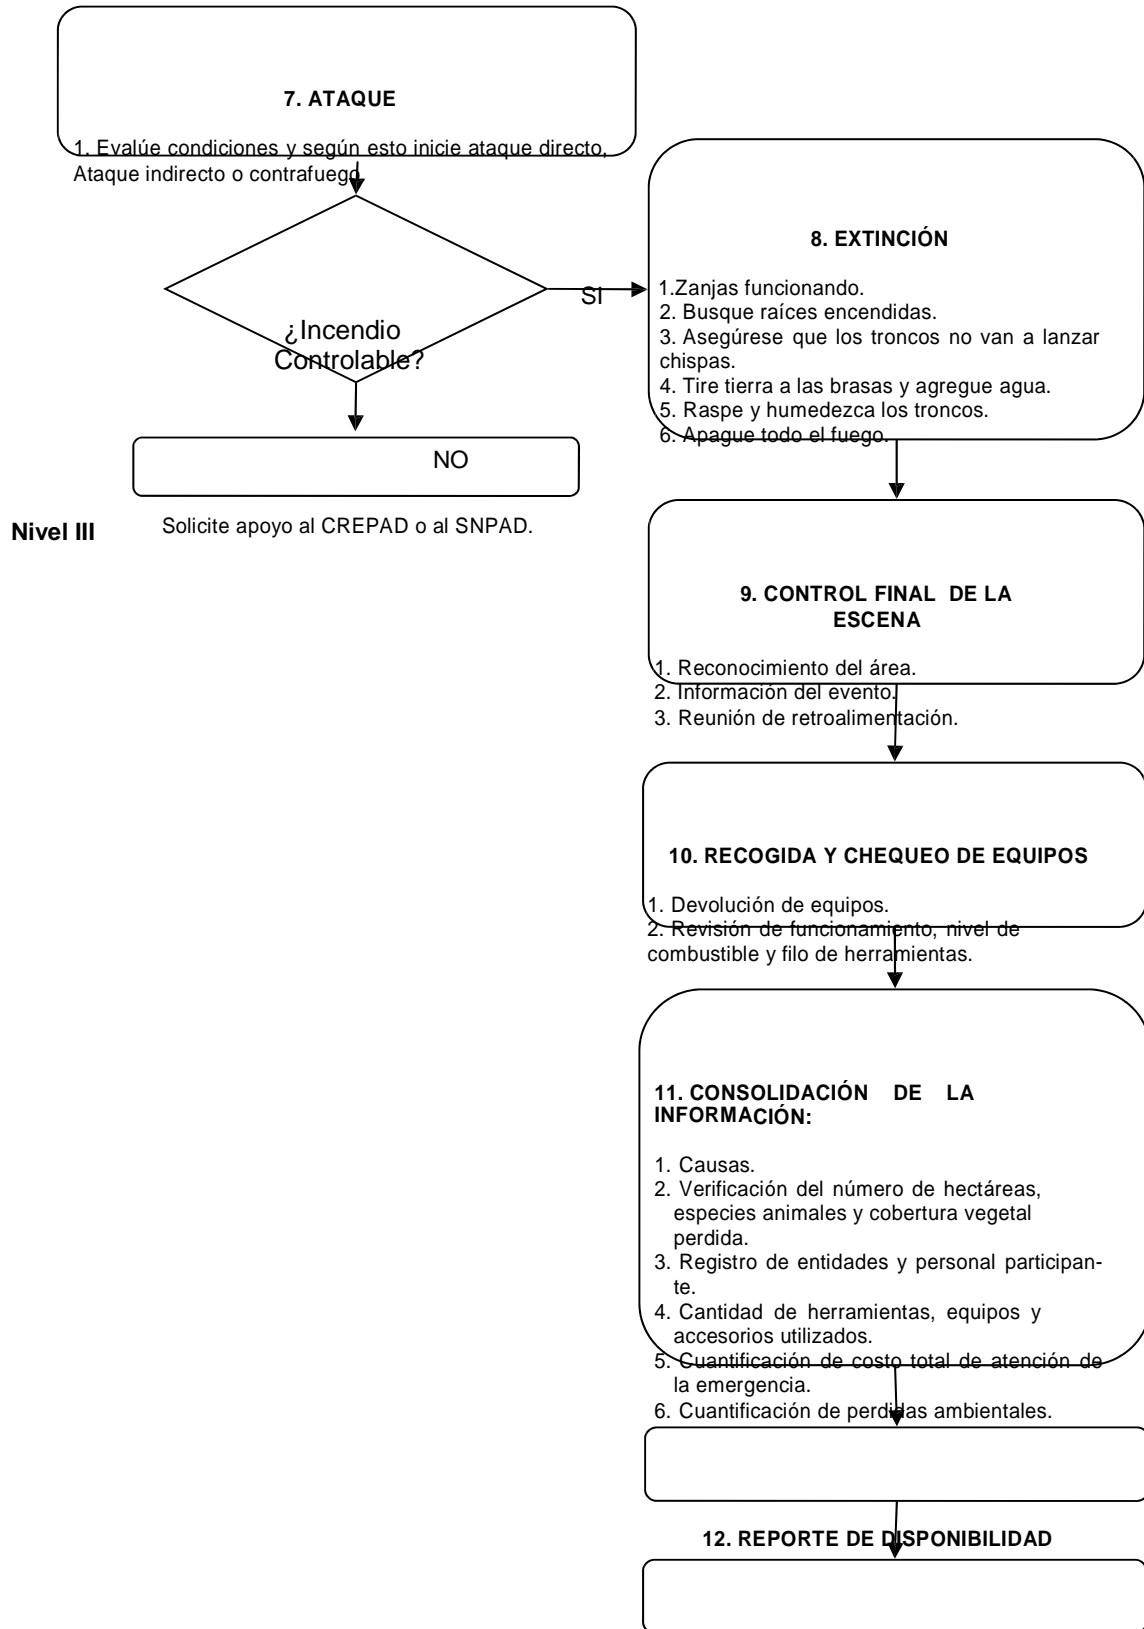 7. ATAQUE
1. Evalúe condiciones y según esto inicie ataque directo,
Ataque indirecto o contrafuego
¿Incendio
Controlable?
SI
NO
Nivel III
Solicite apoyo al CREPAD o al SNPAD.
8. EXTINCIÓN
1.Zanjas funcionando.
2. Busque raíces encendidas.
3. Asegúrese que los troncos no van a lanzar
chispas.
4. Tire tierra a las brasas y agregue agua.
5. Raspe y humedezca los troncos.
6. Apague todo el fuego.
9. CONTROL FINAL DE LA
ESCENA
1. Reconocimiento del área.
2. Información del evento.
3. Reunión de retroalimentación.
10. RECOGIDA Y CHEQUEO DE EQUIPOS
1. Devolución de equipos.
2. Revisión de funcionamiento, nivel de
combustible y filo de herramientas.
11. CONSOLIDACIÓN DE LA
INFORMACIÓN:
1. Causas.
2. Verificación del número de hectáreas,
especies animales y cobertura vegetal
perdida.
3. Registro de entidades y personal participan-
te.
4. Cantidad de herramientas, equipos y
accesorios utilizados.
5. Cuantificación de costo total de atención de
la emergencia.
6. Cuantificación de perdidas ambientales.
12. REPORTE DE DISPONIBILIDAD